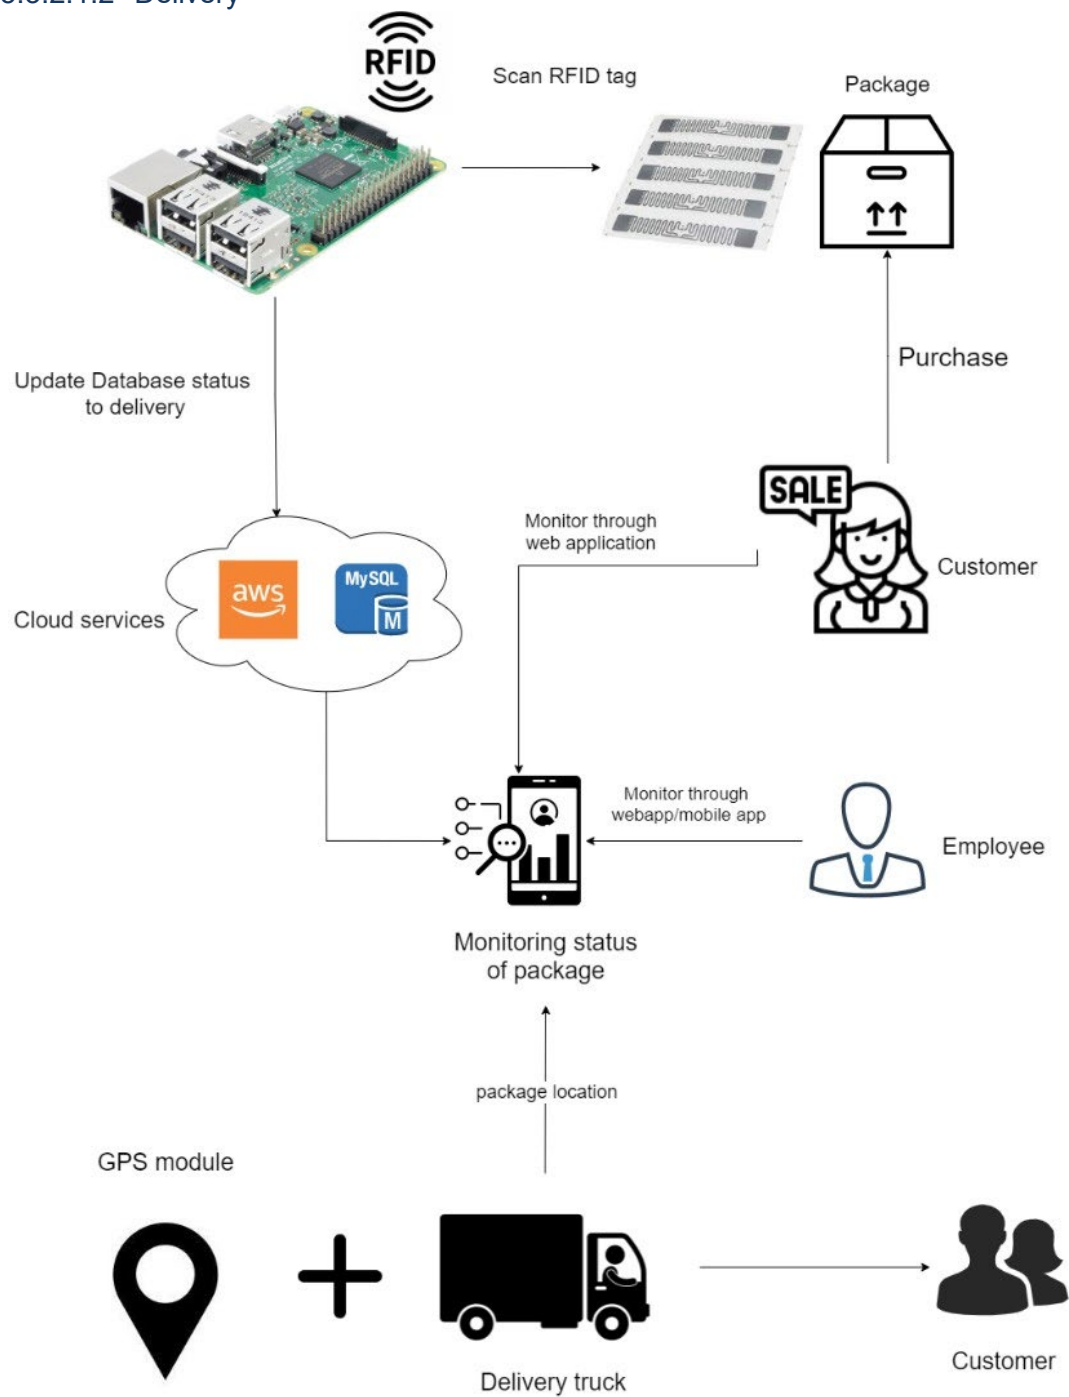 Delivery
RFID
Scan RFID tag
Package
Purchase
Update Database status
to delivery
SALE
Monitor through
web application
Customer
aws
MySQL
M
Cloud services
Monitor through
webapp/mobile app
Employee
Monitoring status
of package
package location
GPS module
Customer
Delivery truck